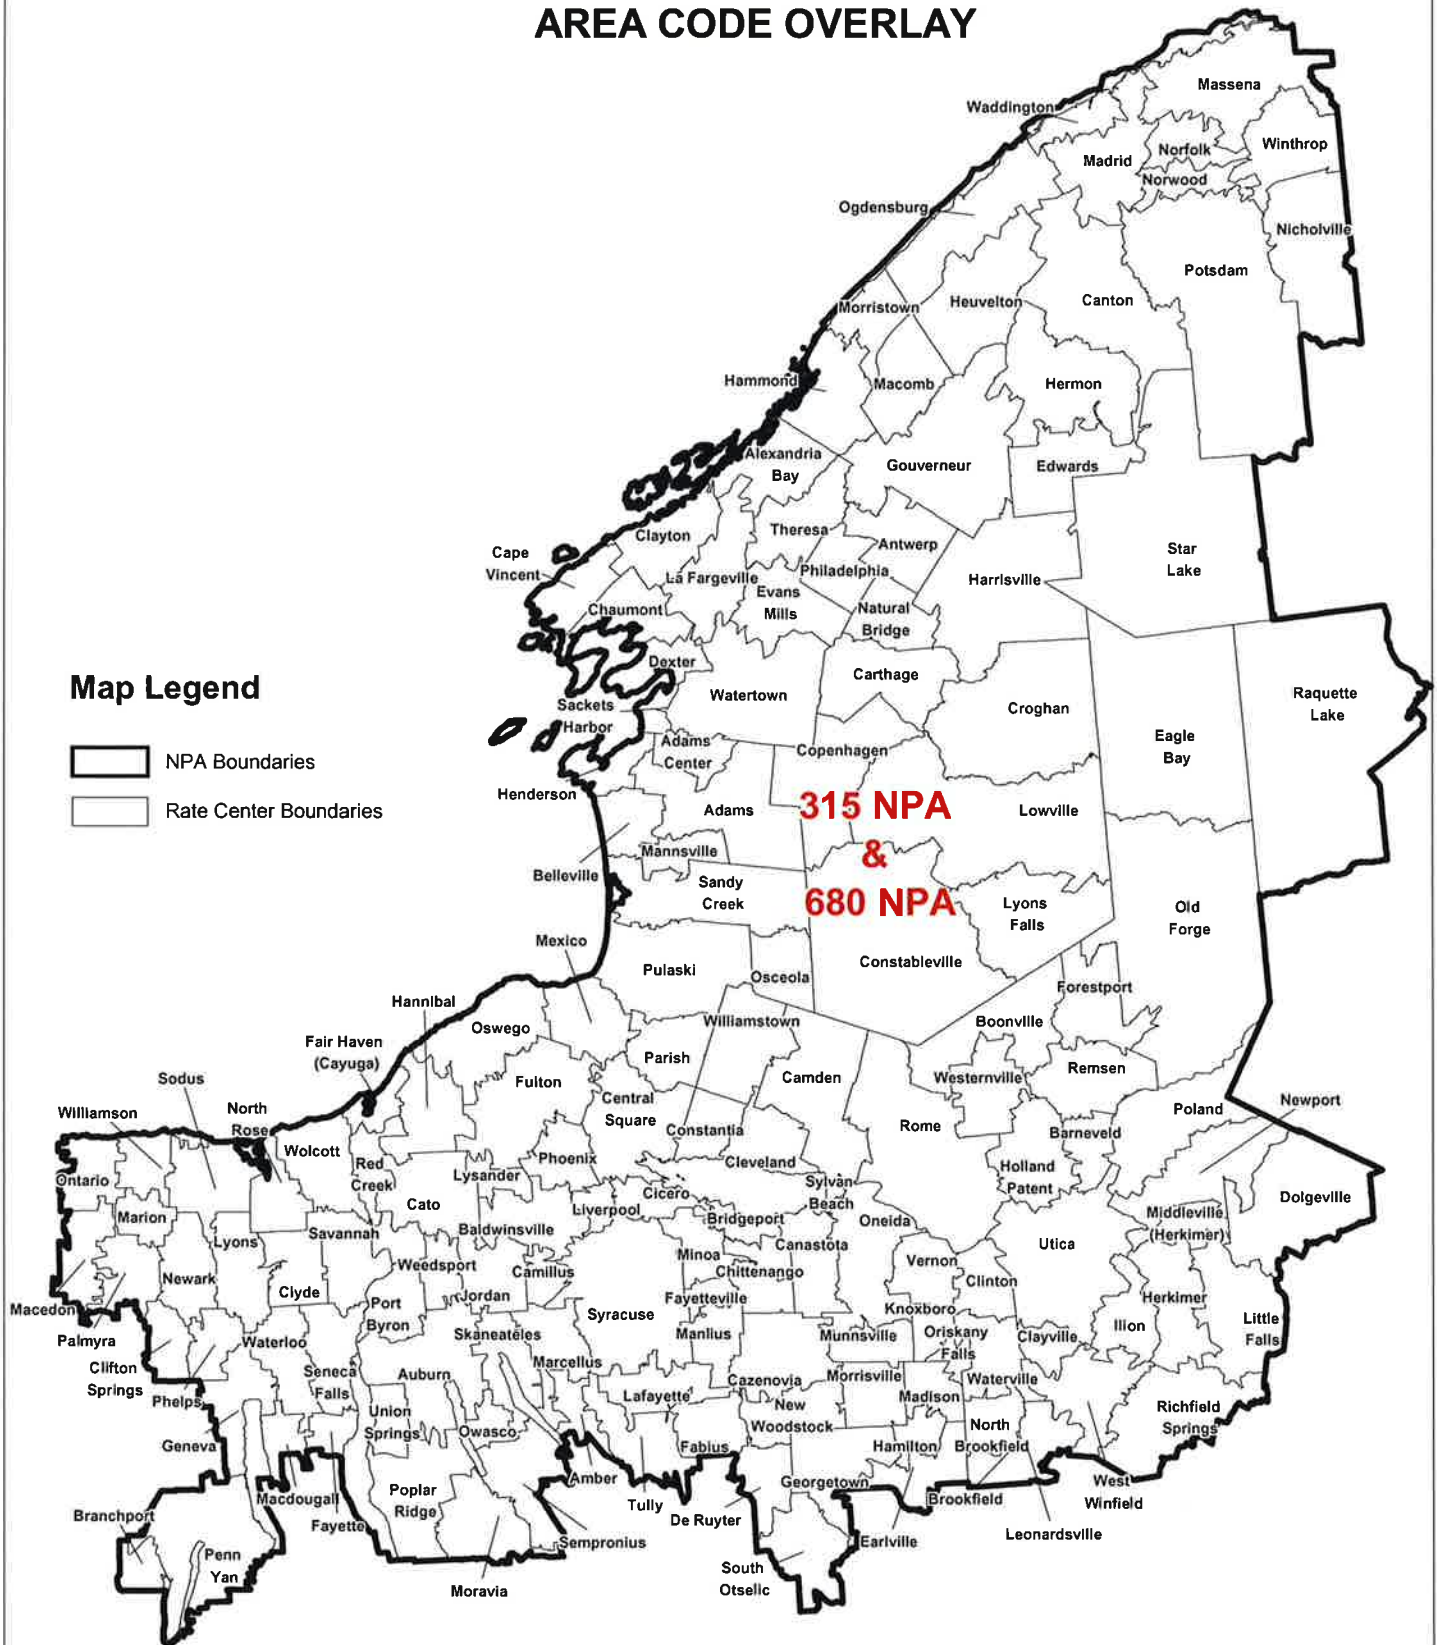 AREA CODE OVERLAY
Massena
Waddington
Winthrop
Norfolk
Madrid
Norwood
Ogdensburg
Nicholville
Potsdam
Heuvelton
Canton
Morristown
Hammond
Macomb
Hermon
Alexandria
Bay
Gouverneur
Edwards
Clayton
Theresa
Antwerp
Cape
Vincent
Star
Lake
La Fargeville
Philadelphia
Harrisville
Evans
Mills
Chaumont
Natural
Bridge
Dexter
Carthage
Map Legend
Watertown
Raquette
Lake
Sackets
Harbor
Croghan
Eagle
Bay
Adams
Center
Copenhagen
NPA Boundaries
Henderson
Rate Center Boundaries
Adams
315 NPA
&
680 NPA
Lowville
Mannsville
Belleville
Sandy
Creek
Lyons
Falls
Old
Forge
Mexico
Pulaski
Osceola
Constableville
Forestport
Hannibal
Oswego
Williamstown
Boonville
Fair Haven
(Cayuga)
Parish
Remsen
Sodus
Fulton
Camden
Westernville
Williamson
North
Rose
Central
Square
Poland
Newport
Wolcott
Constantia
Rome
Barneveld
Red
Creek
Phoenix
Cleveland
Holland
Patent
Ontario
Lysander
Cicero
Sylvan
Beach
Dolgeville
Marion
Cato
Liverpool
Bridgeport
Oneida
Middleville
(Herkimer)
Lyons
Savannah
Baldwinsville
Canastota
Utica
Newark
Weedsport
Camillus
Minoa
Chittenango
Vernon
Clinton
Clyde
Jordan
Fayetteville
Herkimer
Macedon
Port
Byron
Syracuse
Knoxboro
Palmyra
Waterloo
Skaneateles
Manlius
Munnsville
Oriskany
Falls
Clayville
Ilion
Little
Falls
Clifton
Springs
Seneca
Falls
Auburn
Marcellus
Cazenovia
Morrisville
Waterville
Phelps
Lafayette
Madison
Union
Springs
Owasco
New
Woodstock
North
Brookfield
Richfield
Springs
Geneva
Fabius
Hamilton
Macdougall
Poplar
Ridge
Amber
Georgetown
West
Winfield
Branchport
Fayette
Tully
De Ruyter
Brookfield
Leonardsville
Penn
Yan
Sempronius
Earlville
Moravia
South
Otselic